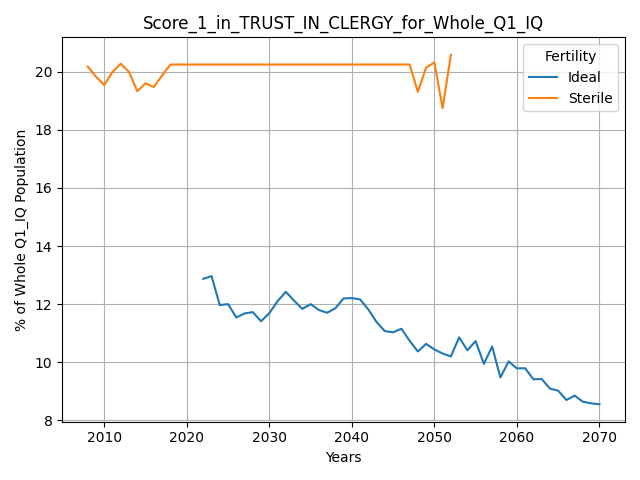 Score_1_in_TRUST_IN_CLERGY_for_Whole_Q1_IQ
Fertility
Ideal
Sterile
% of Whole Q1_IQ Population
20
18
16
14
12
10
8
2010
2020
2030
2040
2050
2060
2070
Years